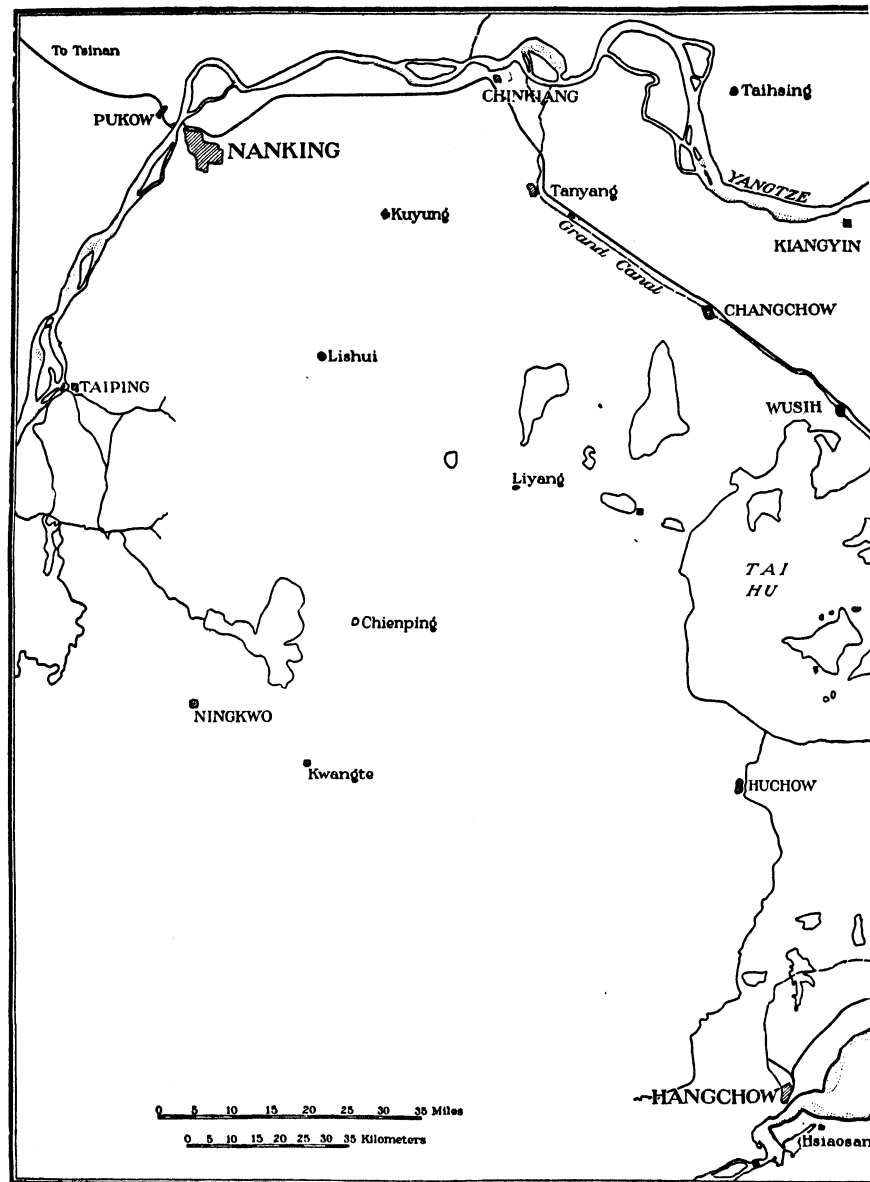 To Tsinan
CHINKIANG
Taihsing
PUKOW
NANKING
YANGTZE
Tanyang
Kuyung
KIANGYIN
Grand Canal
CHANGCHOW
Lishui
TAIPING
WUSIH
Liyang
TAI
HU
Chienping
NINGKWO
Kwangte
HUCHOW
HANGCHOW
0 5 10 15 20 25 30 35 Miles
0 5 10 15 20 25 30 35 Kilometers
Hsiaosan